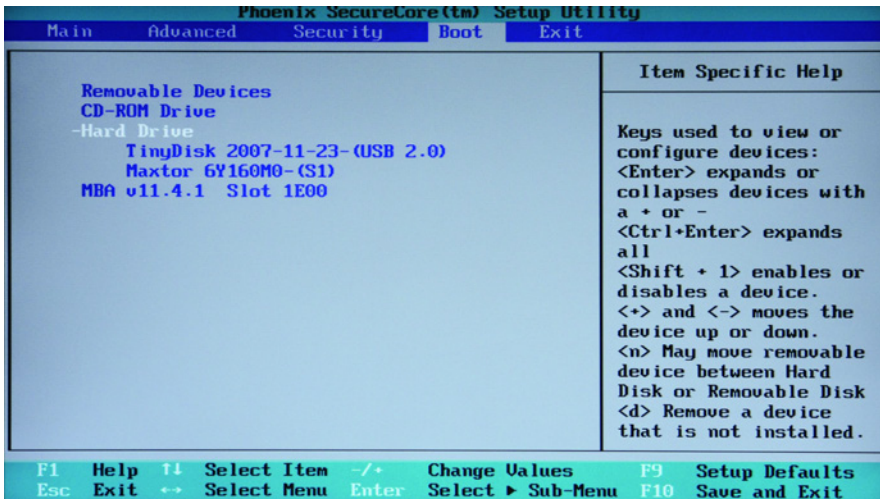 Phoenix SecureCore(tm) Setup Utility
Main Advanced Security Boot Exit
Removable Devices
CD-ROM Drive
-Hard Drive
TinyDisk 2007-11-23-(USB 2.0)
Maxtor 6Y160M0-(S1)
MBA v11.4.1 Slot 1E00
Item Specific Help
Keys used to view or
configure devices:
<Enter> expands or
collapses devices with
a + or -
<Ctrl+Enter> expands
all
<Shift + 1> enables or
disables a device.
<+> and <-> moves the
device up or down.
<n> May move removable
device between Hard
Disk or Removable Disk
<d> Remove a device
that is not installed.
F1 Help ↑↓ Select Item -/+ Change Values F9 Setup Defaults
Esc Exit ↔ Select Menu Enter Select ▶ Sub-Menu F10 Save and Exit